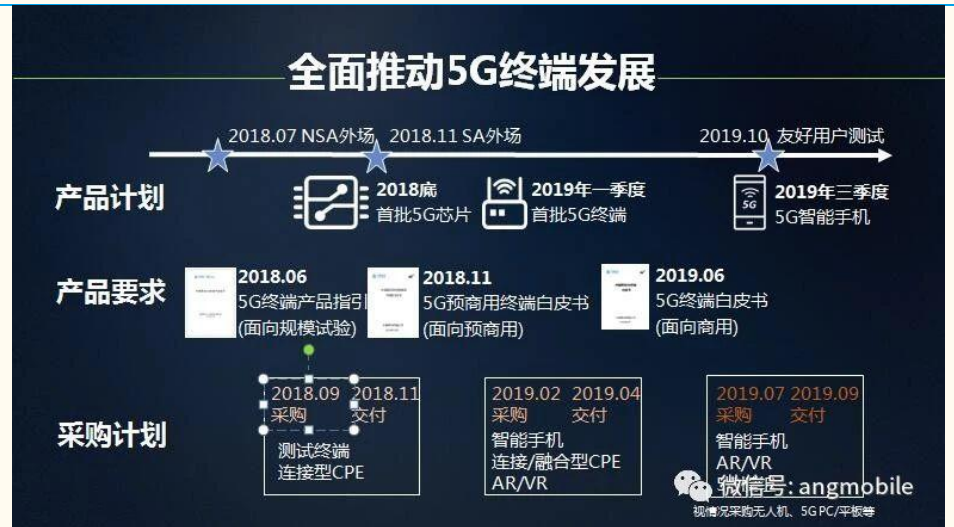 全面推动5G终端发展
2018.07 NSA外场
2018.11 SA外场
2019.10 友好用户测试
产品计划
2018底
首批5G芯片
2019年一季度
首批5G终端
5G
2019年三季度
5G智能手机
产品要求
2018.06
5G终端产品指引
(面向规模试验)
2018.11
5G预商用终端白皮书
(面向预商用)
2019.06
5G终端白皮书
(面向商用)
采购计划
2018.09 2018.11
采购 交付
测试终端
连接型CPE
2019.02 2019.04
采购 交付
智能手机
连接/融合型CPE
AR/VR
2019.07 2019.09
采购 交付
智能手机
AR/VR
微信号: angmobile
视情况采购无人机、5G PC/平板等